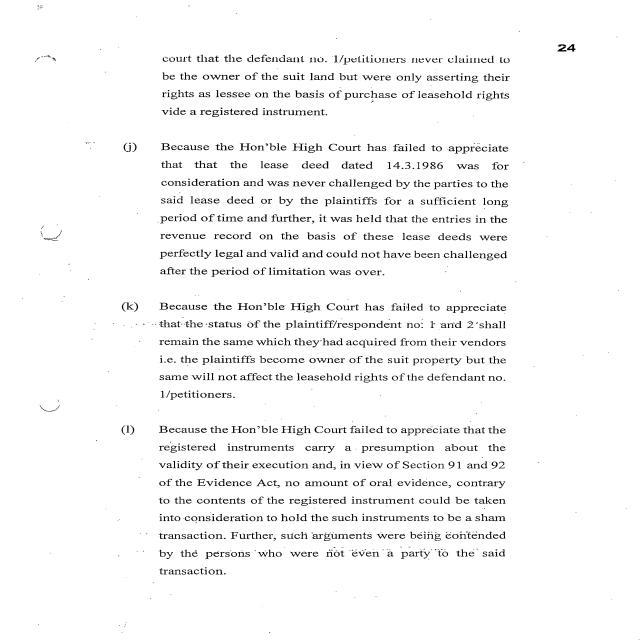 24
court that the defendant no. 1/petitioners never claimed to
be the owner of the suit land but were only asserting their
rights as lessee on the basis of purchase of leasehold rights
vide a registered instrument.
(j) Because the Hon'ble High Court has failed to appreciate
that that the lease deed dated 14.3.1986 was for
consideration and was never challenged by the parties to the
said lease deed or by the plaintiffs for a sufficient long
period of time and further, it was held that the entries in the
revenue record on the basis of these lease deeds were
perfectly legal and valid and could not have been challenged
after the period of limitation was over.
(k) Because the Hon'ble High Court has failed to appreciate
that the status of the plaintiff/respondent no. 1 and 2 shall
remain the same which they had acquired from their vendors
i.e. the plaintiffs become owner of the suit property but the
same will not affect the leasehold rights of the defendant no.
1/petitioners.
(l) Because the Hon'ble High Court failed to appreciate that the
registered instruments carry a presumption about the
validity of their execution and, in view of Section 91 and 92
of the Evidence Act, no amount of oral evidence, contrary
to the contents of the registered instrument could be taken
into consideration to hold the such instruments to be a sham
transaction. Further, such arguments were being contended
by the persons who were not even a party to the said
transaction.